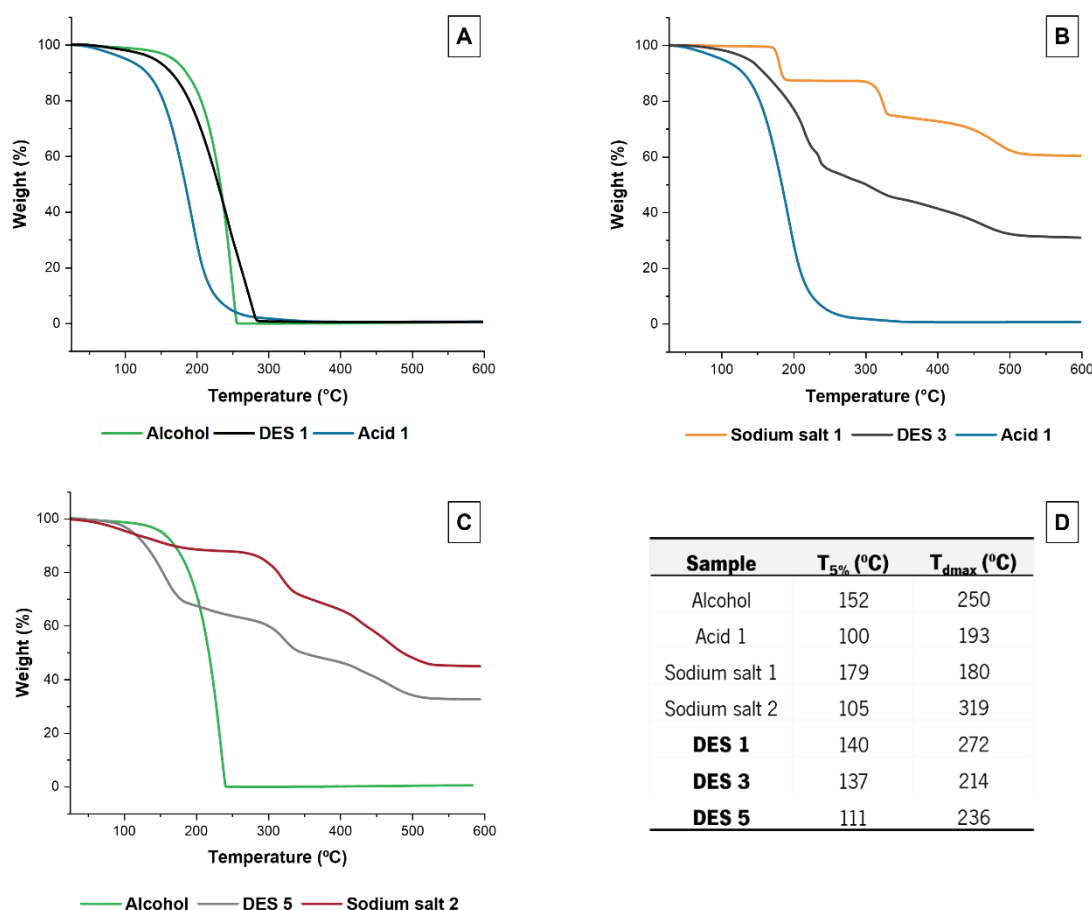 A
100
80
60
40
20
0
Weight (%)
100 200 300 400 500 600
Temperature (°C)
Alcohol DES 1 Acid 1
B
100
80
60
40
20
0
Weight (%)
100 200 300 400 500 600
Temperature (°C)
Sodium salt 1 DES 3 Acid 1
C
100
80
60
40
20
0
Weight (%)
100 200 300 400 500 600
Temperature (ºC)
Alcohol DES 5 Sodium salt 2
D
Sample T5% (ºC) Tdmax (ºC)
Alcohol 152 250
Acid 1 100 193
Sodium salt 1 179 180
Sodium salt 2 105 319
DES 1 140 272
DES 3 137 214
DES 5 111 236